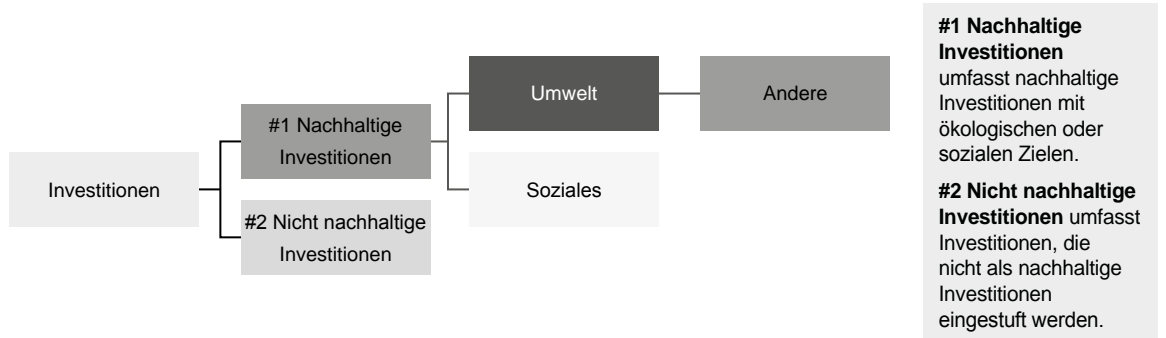 Investitionen
#1 Nachhaltige
Investitionen
#2 Nicht nachhaltige
Investitionen
Umwelt
Soziales
Andere
#1 Nachhaltige
Investitionen
umfasst nachhaltige
Investitionen mit
ökologischen oder
sozialen Zielen.
#2 Nicht nachhaltige
Investitionen umfasst
Investitionen, die
nicht als nachhaltige
Investitionen
eingestuft werden.